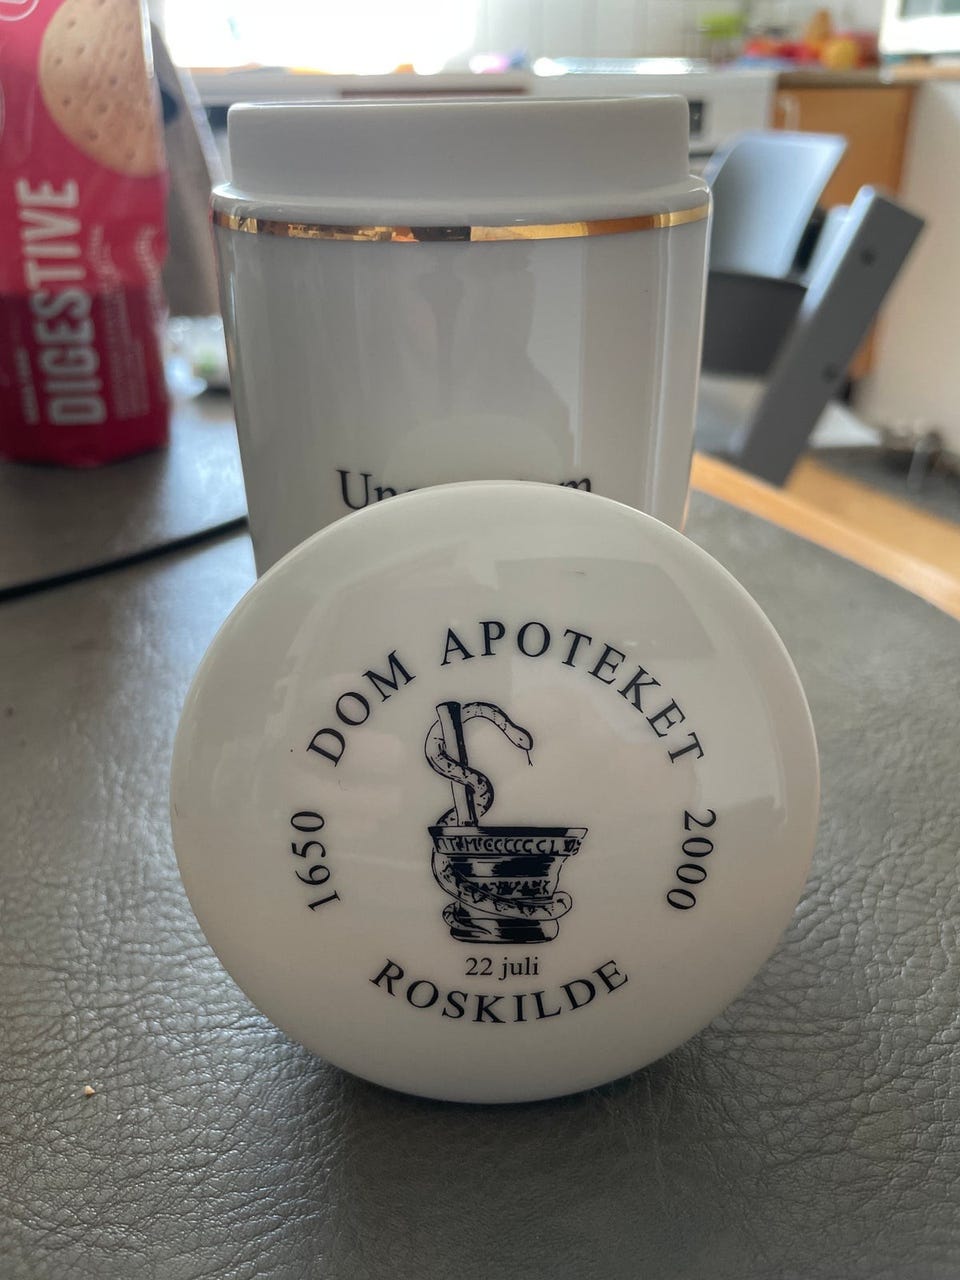 DIGESTIVE
DOM APOTEKET
1650
2000
22 juli
ROSKILDE